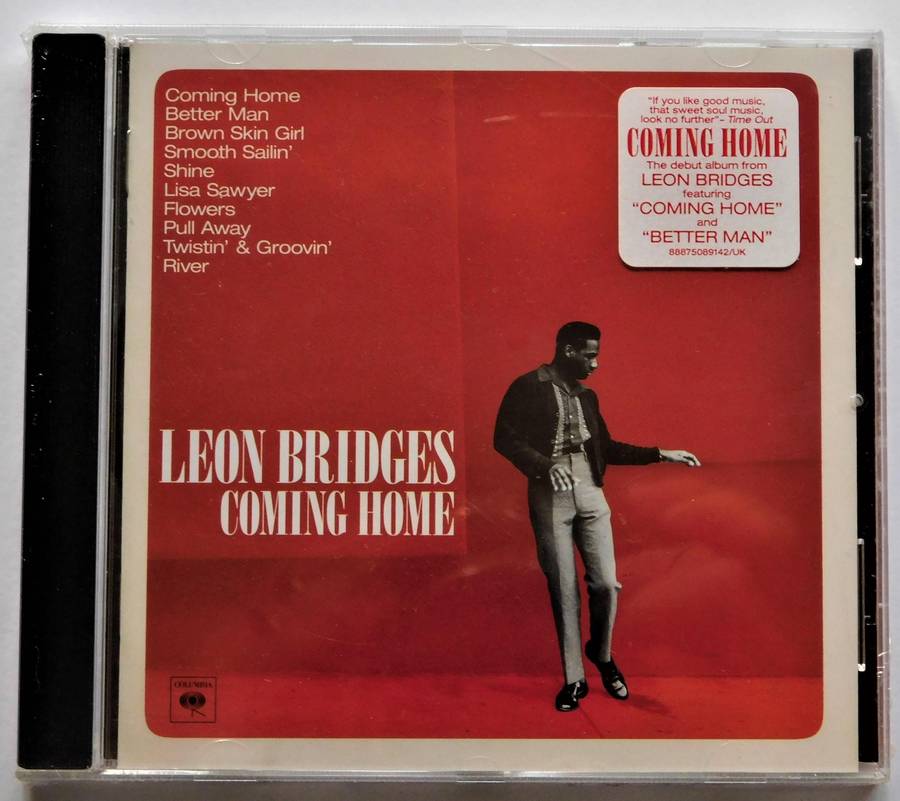 Coming Home
Better Man
Brown Skin Girl
Smooth Sailin'
Shine
Lisa Sawyer
Flowers
Pull Away
Twistin' & Groovin'
River
"If you like good music,
that sweet soul music,
look no further"- Time Out
COMING HOME
The debut album from
LEON BRIDGES
featuring
"COMING HOME"
and
"BETTER MAN"
88875089142/UK
LEON BRIDGES
COMING HOME
COLUMBIA